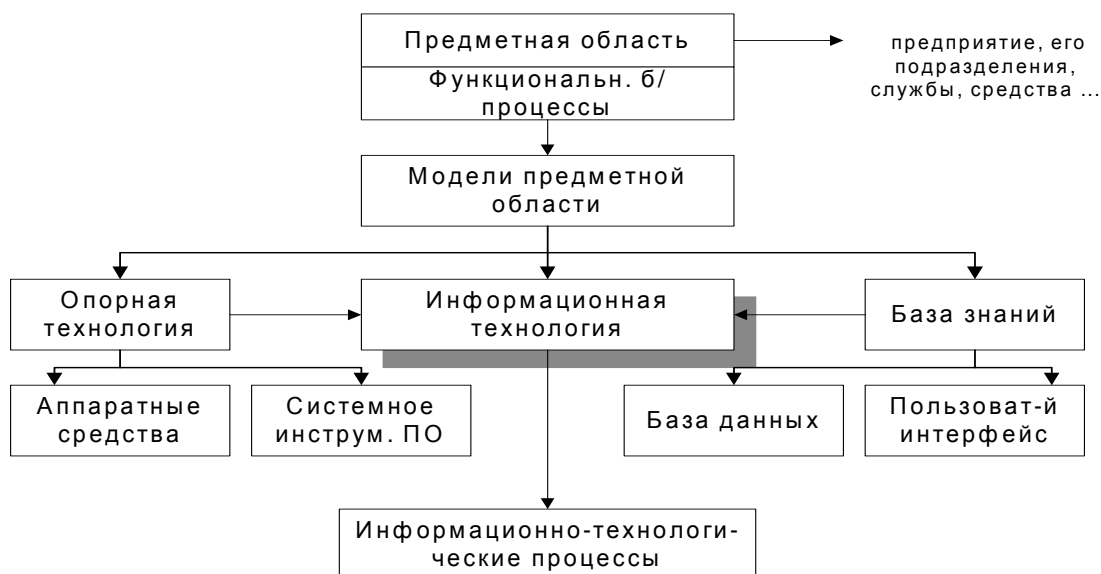 Предметная область
предприятие, его
подразделения,
службы, средства ...
Функциональн. б/
процессы
Модели предметной
области
Опорная
технология
Информационная
технология
База знаний
Аппаратные
средства
Системное
инструм. ПО
База данных
Пользоват-й
интерфейс
Информационно-технологи-
ческие процессы